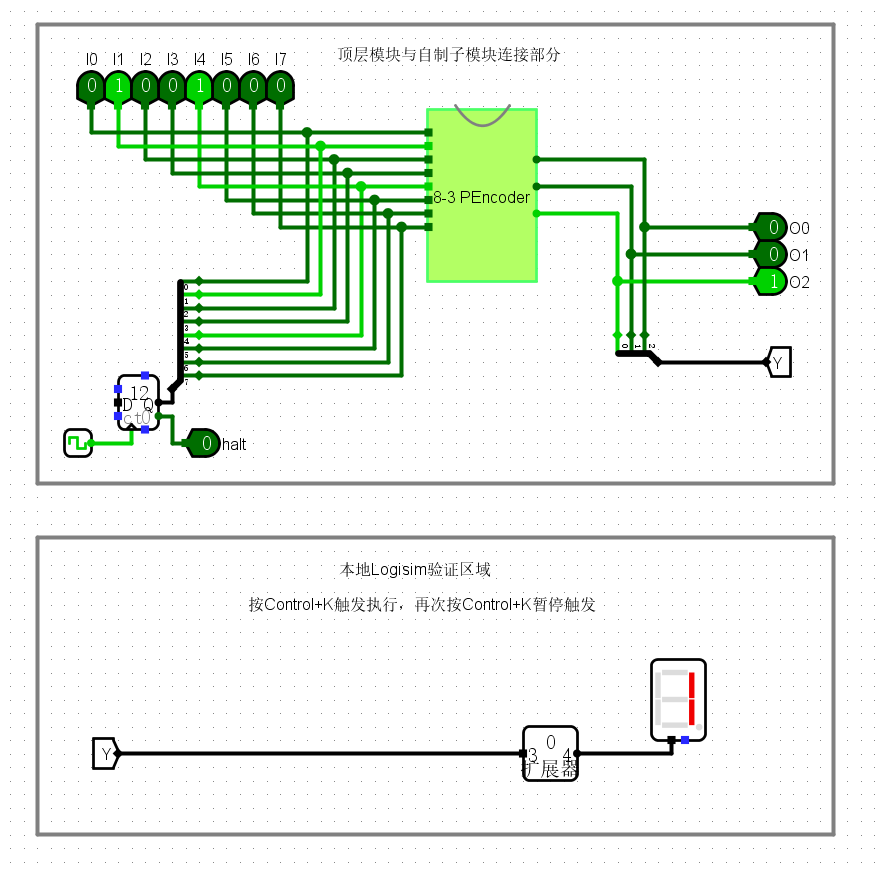 顶层模块与自制子模块连接部分
I0 I1 I2 I3 I4 I5 I6 I7
0 1 0 0 1 0 0 0
8-3 PEncoder
0 O0
0 O1
1 O2
0 1 2
Y
0
1
2
3
4
5
6
7
12
D Q
ct0
0 halt
本地Logisim验证区域
按Control+K触发执行，再次按Control+K暂停触发
1
Y
0
3 4
扩展器